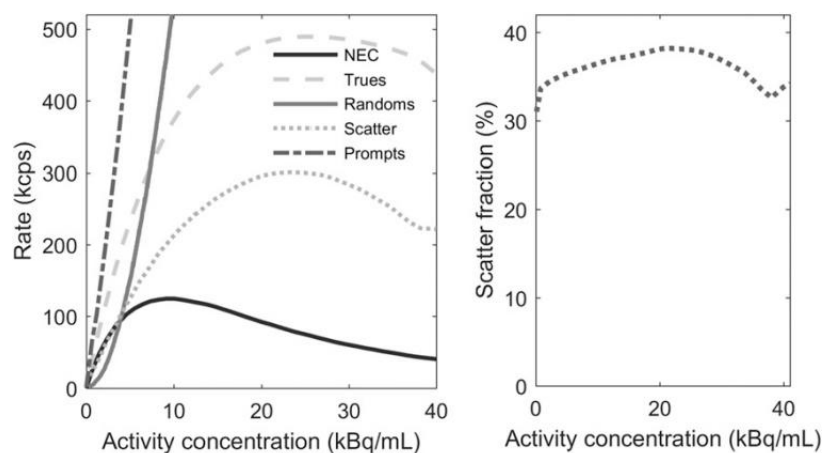 500
400
300
200
100
0
Rate (kcps)
NEC
Trues
Randoms
Scatter
Prompts
0 10 20 30 40
Activity concentration (kBq/mL)
40
30
20
10
0
Scatter fraction (%)
0 20 40
Activity concentration (kBq/mL)